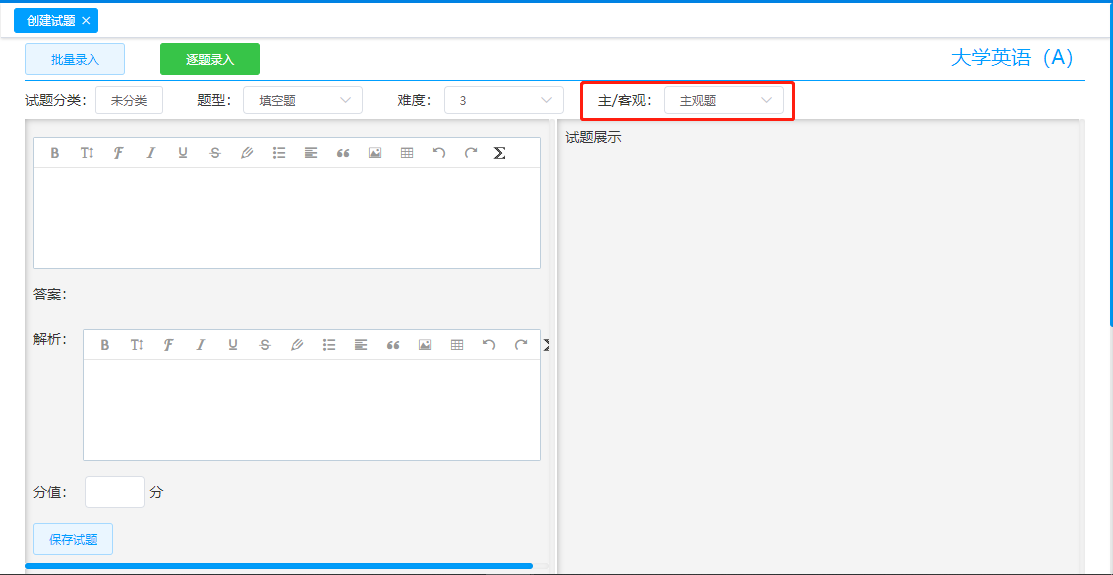 创建试题 ×
批量录入 逐题录入 大学英语（A）
试题分类： 未分类 题型： 填空题 难度： 3 主/客观： 主观题
试题展示
答案：
解析：
分值： 分
保存试题